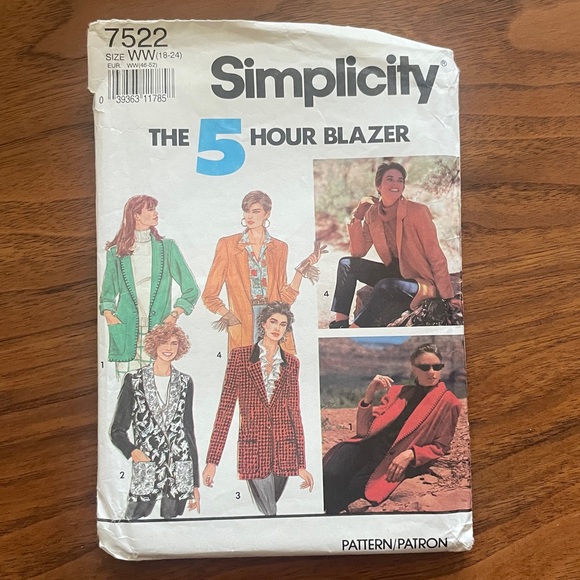 7522
SIZE WW(18-24)
EUR WW(46-52)
0 39363 11785
Simplicity®
THE 5 HOUR BLAZER
1
4
4
2
3
1
PATTERN/PATRON